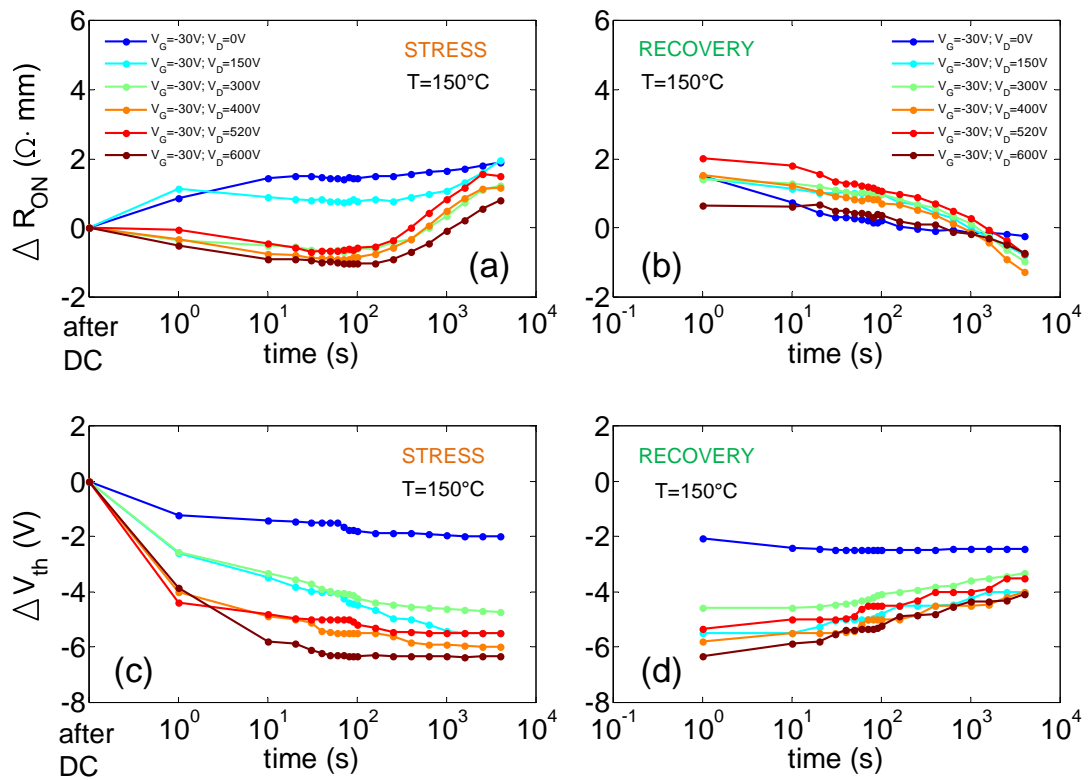 6
4
2
0
-2
Δ R_ON (Ω· mm)
V_G=-30V; V_D=0V
V_G=-30V; V_D=150V
V_G=-30V; V_D=300V
V_G=-30V; V_D=400V
V_G=-30V; V_D=520V
V_G=-30V; V_D=600V
STRESS
T=150°C
(a)
after
DC
10^0 10^1 10^2 10^3 10^4
time (s)
6
4
2
0
-2
RECOVERY
T=150°C
V_G=-30V; V_D=0V
V_G=-30V; V_D=150V
V_G=-30V; V_D=300V
V_G=-30V; V_D=400V
V_G=-30V; V_D=520V
V_G=-30V; V_D=600V
(b)
10^-1 10^0 10^1 10^2 10^3 10^4
time (s)
2
0
-2
-4
-6
-8
Δ V_th (V)
STRESS
T=150°C
(c)
after
DC
10^0 10^1 10^2 10^3 10^4
time (s)
2
0
-2
-4
-6
-8
RECOVERY
T=150°C
(d)
10^-1 10^0 10^1 10^2 10^3 10^4
time (s)